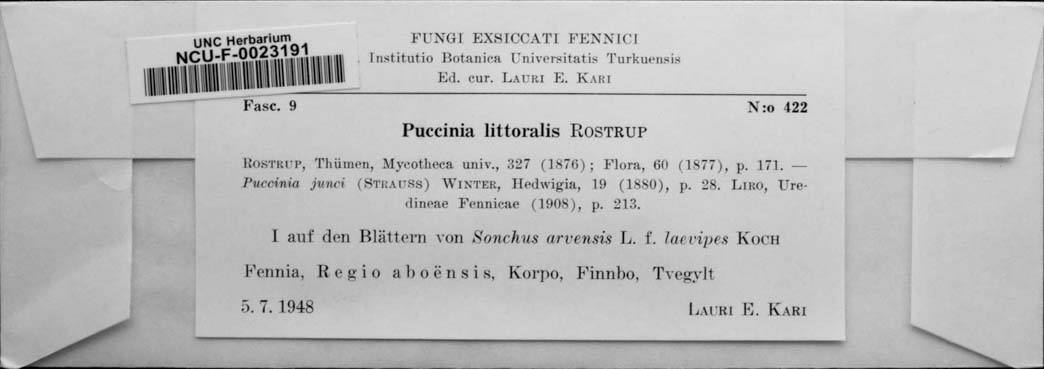 UNC Herbarium
NCU-F-0023191
FUNGI EXSICCATI FENNICI
Institutio Botanica Universitatis Turkuensis
Ed. cur. LAURI E. KARI
Fasc. 9 N:o 422
Puccinia littoralis ROSTRUP
ROSTRUP, Thümen, Mycotheca univ., 327 (1876); Flora, 60 (1877), p. 171. —
Puccinia junci (STRAUSS) WINTER, Hedwigia, 19 (1880), p. 28. LIRO, Ure-
dineae Fennicae (1908), p. 213.
I auf den Blättern von Sonchus arvensis L. f. laevipes KOCH
Fennia, Regio aboënsis, Korpo, Finnbo, Tvegylt
5. 7. 1948 LAURI E. KARI